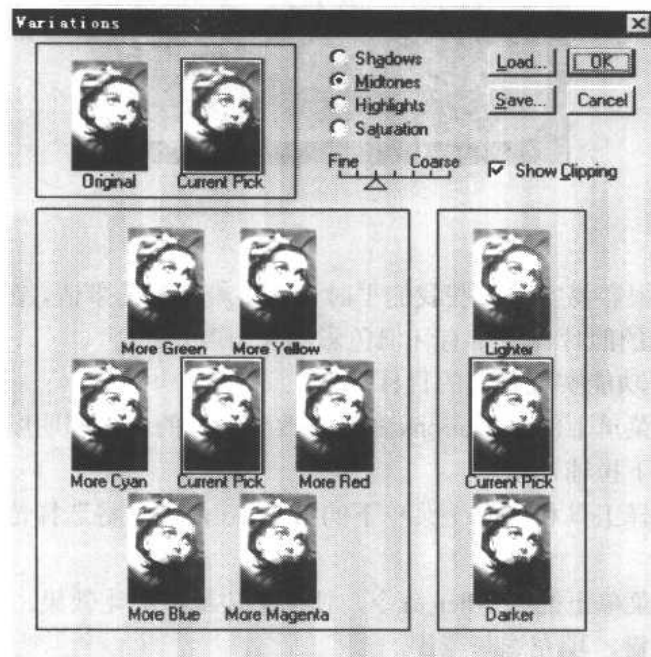 Variations
Shadows
Midtones
Highlights
Saturation
Load...
OK
Save...
Cancel
Fine
Coarse
Show Clipping
Original
Current Pick
More Green
More Yellow
Lighter
More Cyan
Current Pick
More Red
Current Pick
More Blue
More Magenta
Darker